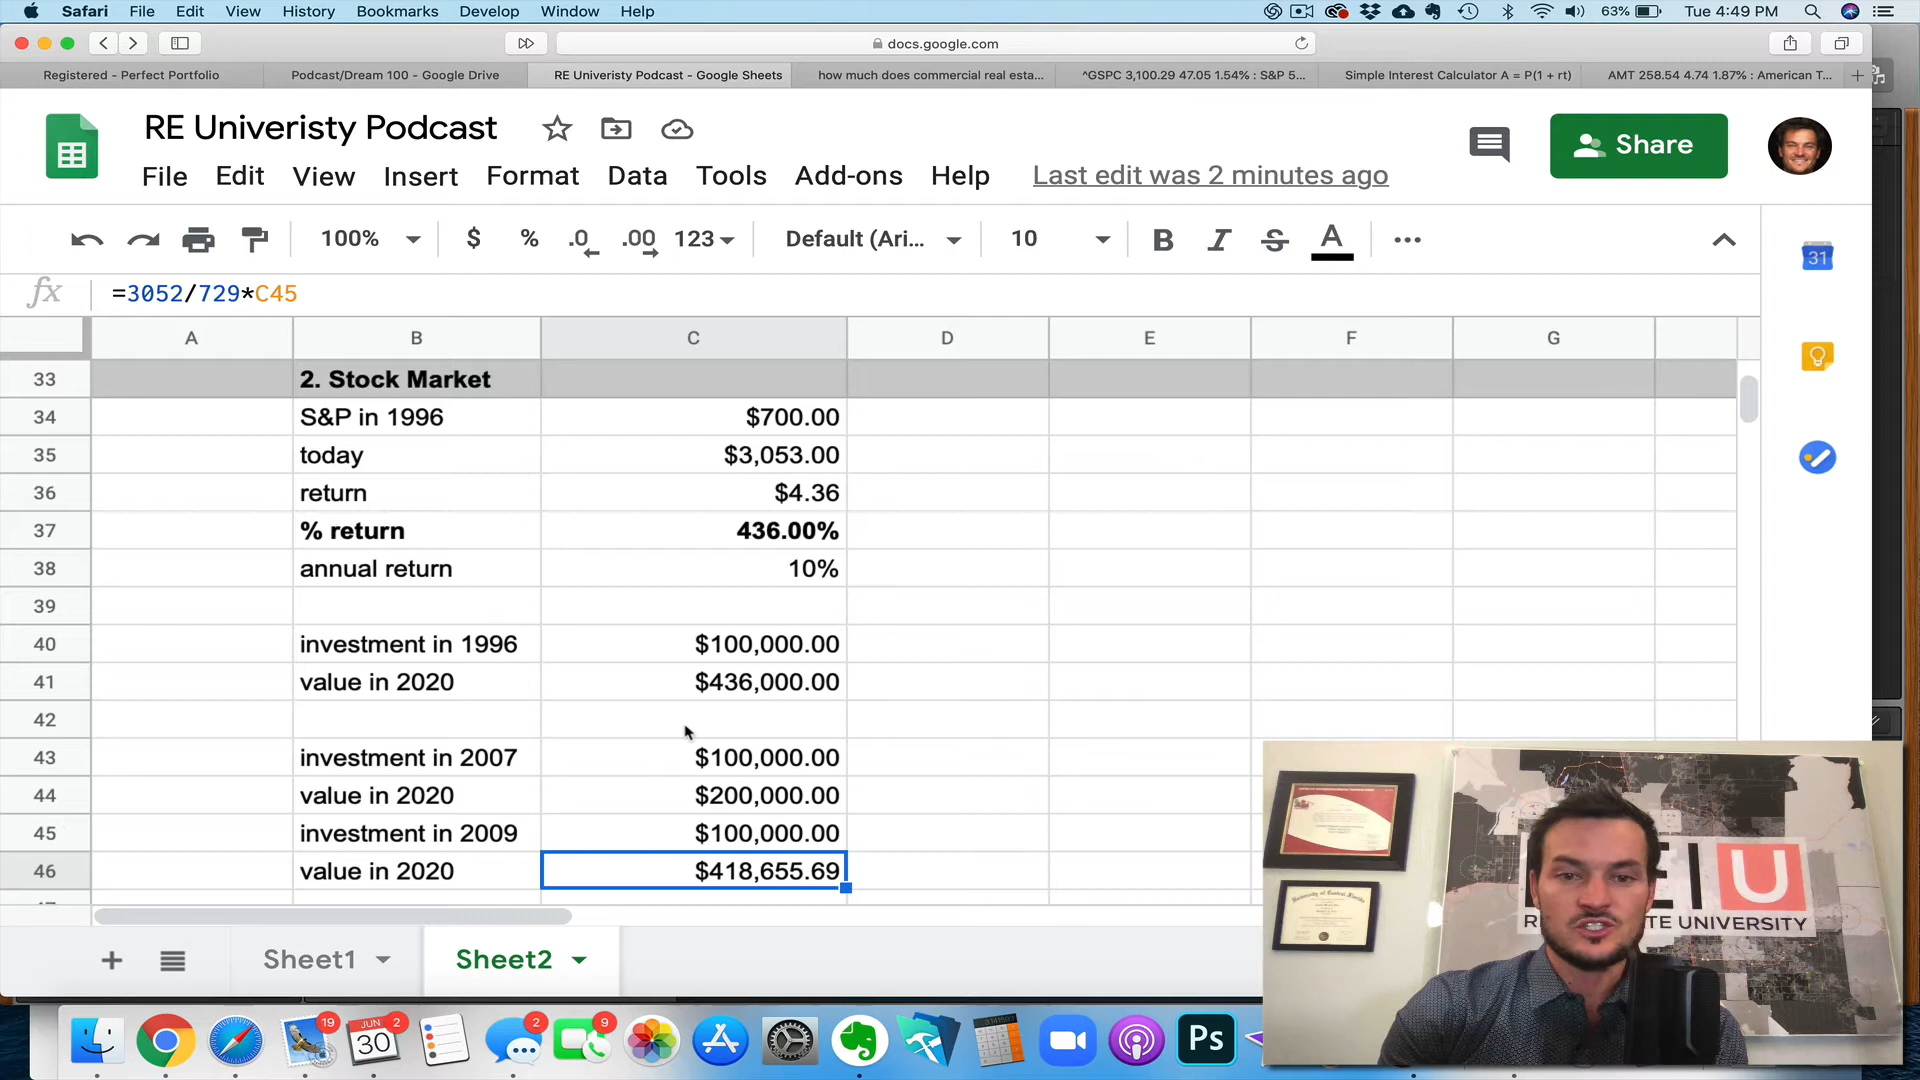 Safari File Edit View History Bookmarks Develop Window Help 63% Tue 4:49 PM
docs.google.com
Registered - Perfect Portfolio
Podcast/Dream 100 - Google Drive
RE Univeristy Podcast - Google Sheets
how much does commercial real esta...
^GSPC 3,100.29 47.05 1.54% : S&P 5...
Simple Interest Calculator A = P(1 + rt)
AMT 258.54 4.74 1.87% : American T...
RE Univeristy Podcast
Share
File Edit View Insert Format Data Tools Add-ons Help Last edit was 2 minutes ago
100% $ % .0 .00 123 Default (Ari... 10 B I S A
31
fx =3052/729*C45
A B C D E F G
33 2. Stock Market
34 S&P in 1996 $700.00
35 today $3,053.00
36 return $4.36
37 % return 436.00%
38 annual return 10%
39
40 investment in 1996 $100,000.00
41 value in 2020 $436,000.00
42
43 investment in 2007 $100,000.00
44 value in 2020 $200,000.00
45 investment in 2009 $100,000.00
46 value in 2020 $418,655.69
Sheet1 Sheet2
U
TE UNIVERSITY
19 JUN 2 30 2 9 Ps